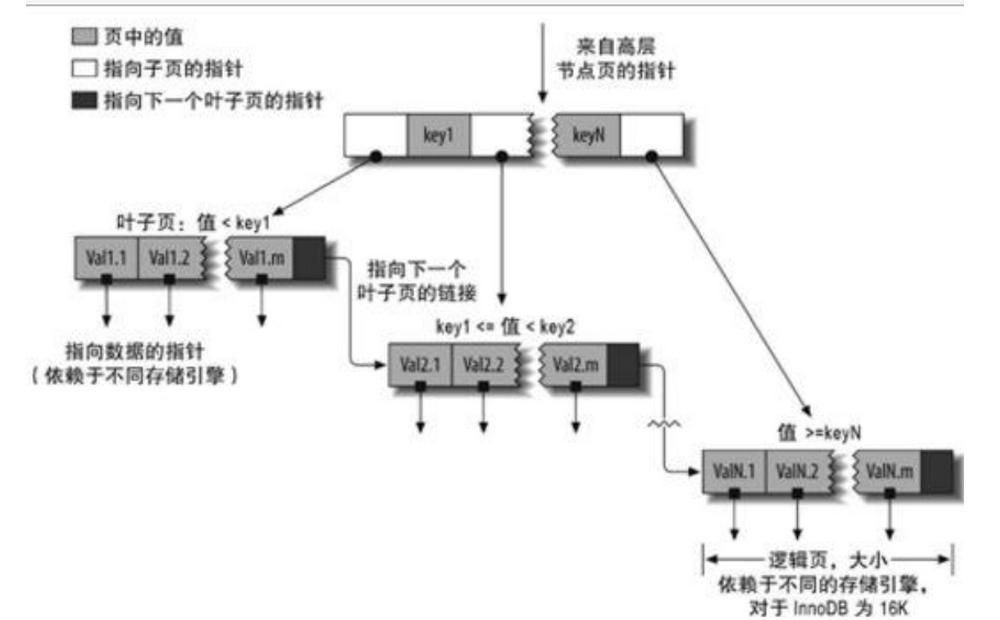 页中的值
指向子页的指针
指向下一个叶子页的指针
来自高层
节点页的指针
key1
keyN
叶子页：值 < key1
Val1.1
Val1.2
Val1.m
指向下一个
叶子页的链接
key1 <= 值 < key2
指向数据的指针
（依赖于不同存储引擎）
Val2.1
Val2.2
Val2.m
值 >=keyN
ValN.1
ValN.2
ValN.m
逻辑页，大小
依赖于不同的存储引擎，
对于 InnoDB 为 16K